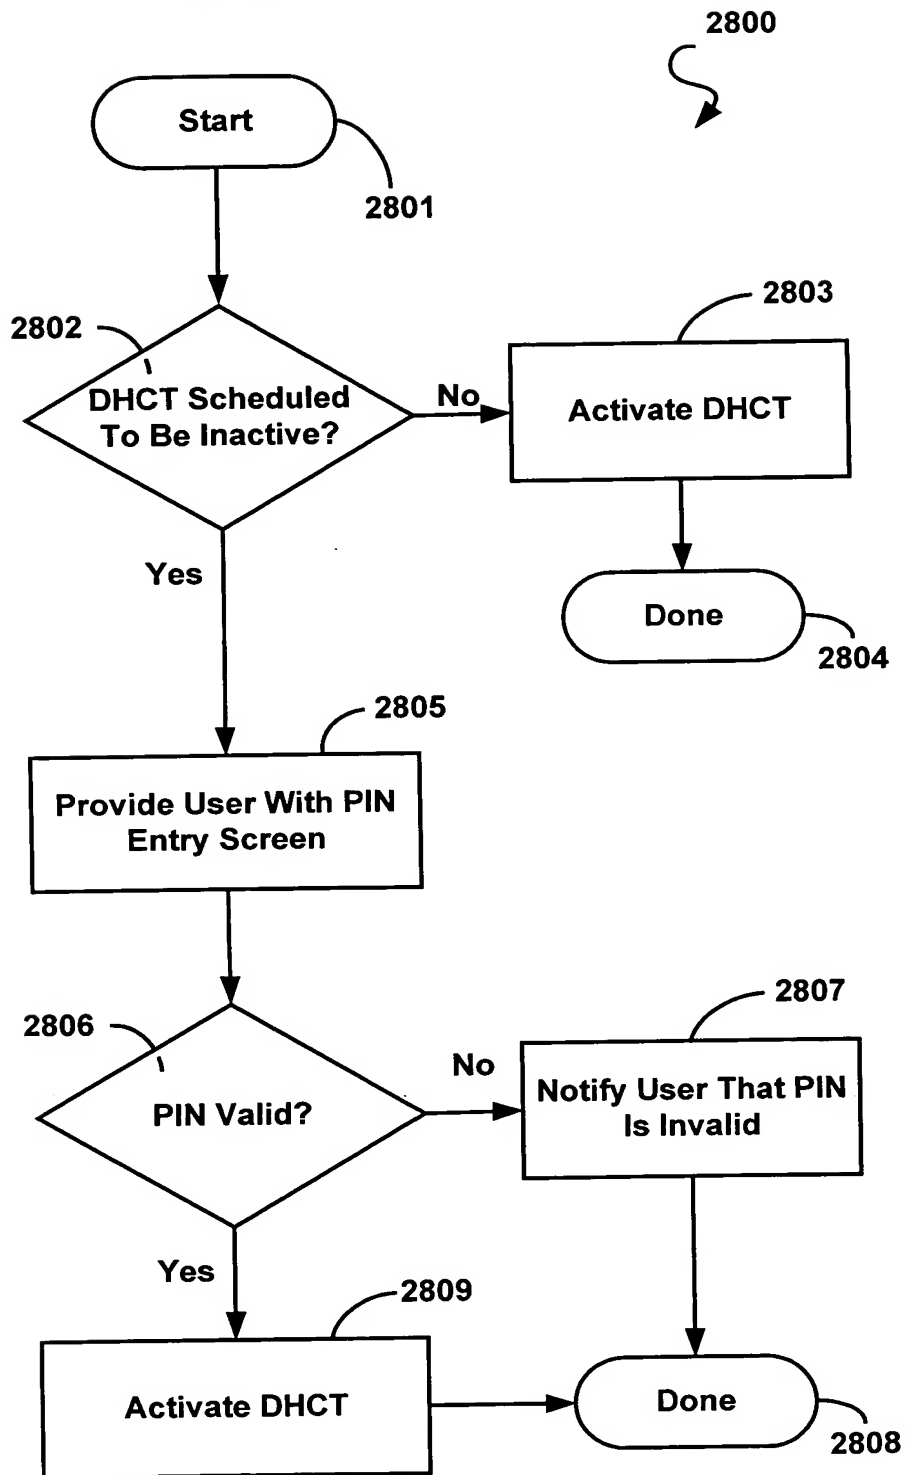 2800
Start
2801
2802
DHCT Scheduled
To Be Inactive?
No
2803
Activate DHCT
Yes
Done
2804
2805
Provide User With PIN
Entry Screen
2806
PIN Valid?
No
2807
Notify User That PIN
Is Invalid
Yes
2809
Activate DHCT
Done
2808